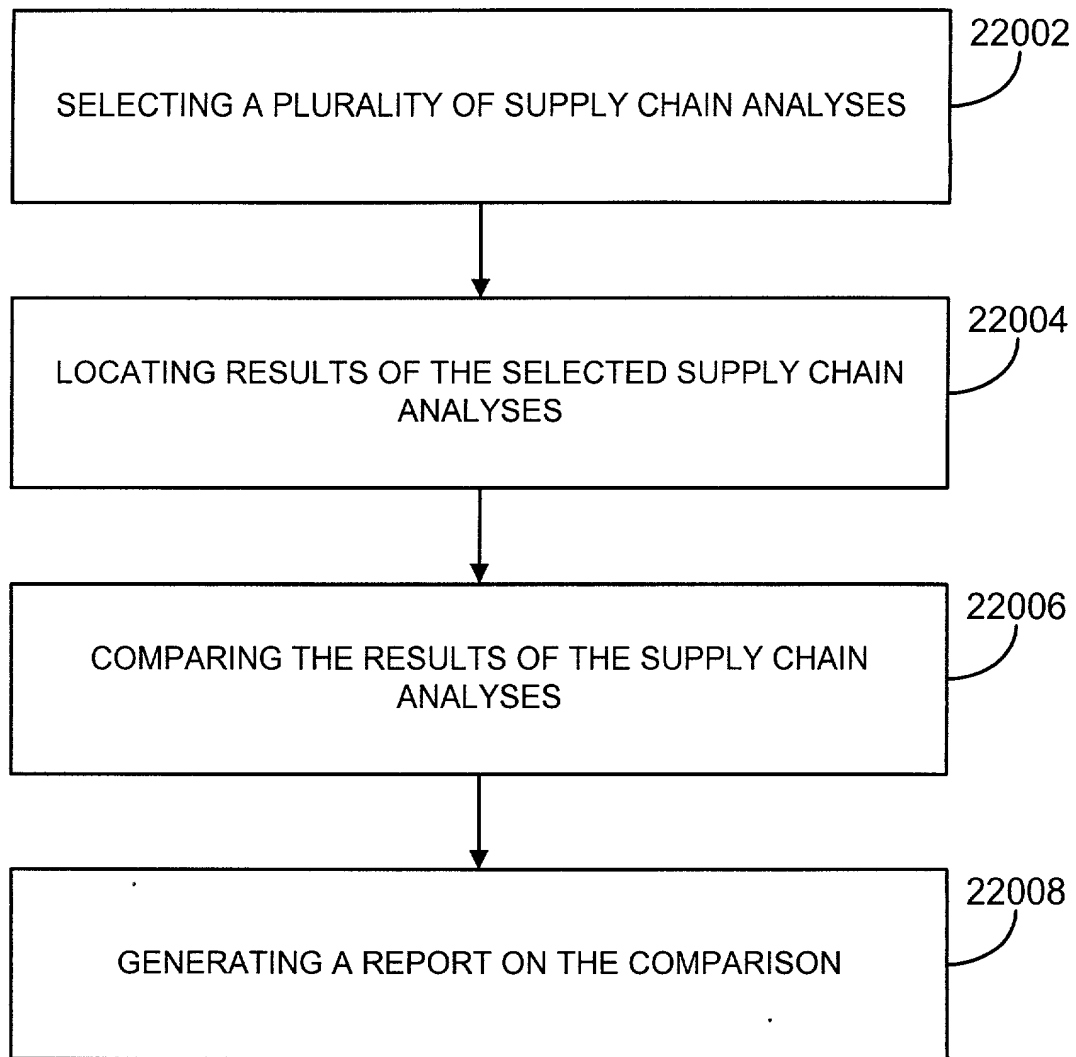 22002
SELECTING A PLURALITY OF SUPPLY CHAIN ANALYSES
22004
LOCATING RESULTS OF THE SELECTED SUPPLY CHAIN
ANALYSES
22006
COMPARING THE RESULTS OF THE SUPPLY CHAIN
ANALYSES
22008
GENERATING A REPORT ON THE COMPARISON